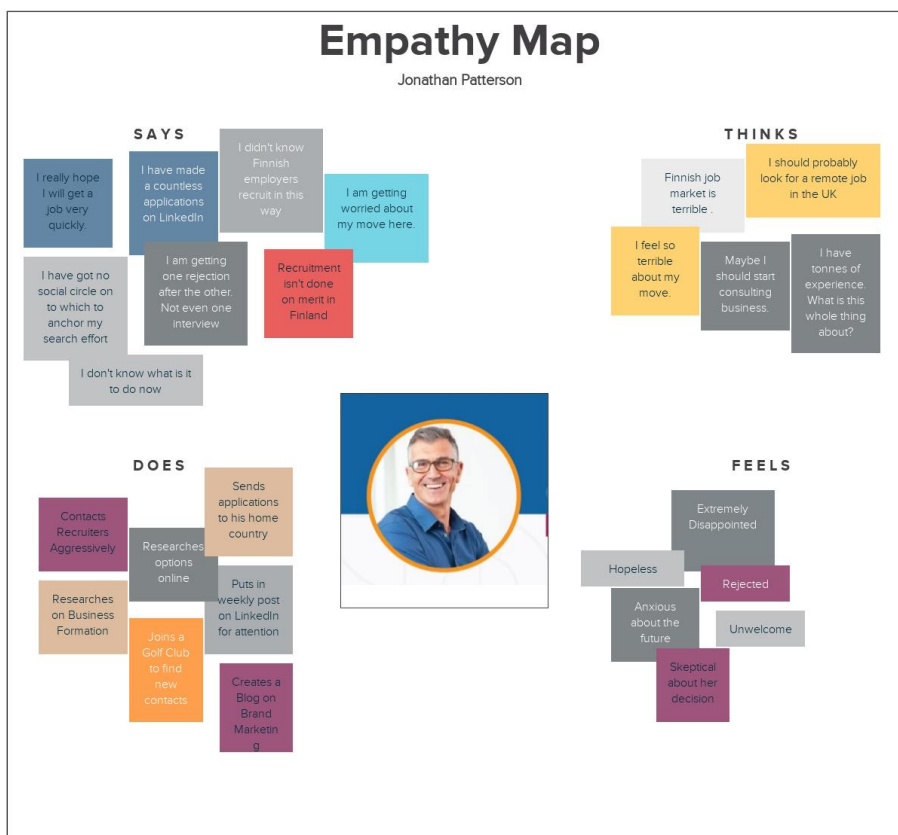 Empathy Map
Jonathan Patterson
SAYS
I really hope
I will get a
job very
quickly.
I have made
a countless
applications
on LinkedIn
I didn't know
Finnish
employers
recruit in this
way
I am getting
worried about
my move here.
I have got no
social circle on
to which to
anchor my
search effort
I am getting
one rejection
after the other.
Not even one
interview
Recruitment
isn't done
on merit in
Finland
I don't know what is it
to do now
THINKS
Finnish job
market is
terrible .
I should probably
look for a remote job
in the UK
I feel so
terrible about
my move.
Maybe I
should start
consulting
business.
I have
tonnes of
experience.
What is this
whole thing
about?
DOES
Contacts
Recruiters
Aggressively
Researches
options
online
Sends
applications
to his home
country
Researches
on Business
Formation
Joins a
Golf Club
to find
new
contacts
Puts in
weekly post
on LinkedIn
for attention
Creates a
Blog on
Brand
Marketin
g
FEELS
Extremely
Disappointed
Hopeless
Rejected
Anxious
about the
future
Unwelcome
Skeptical
about her
decision